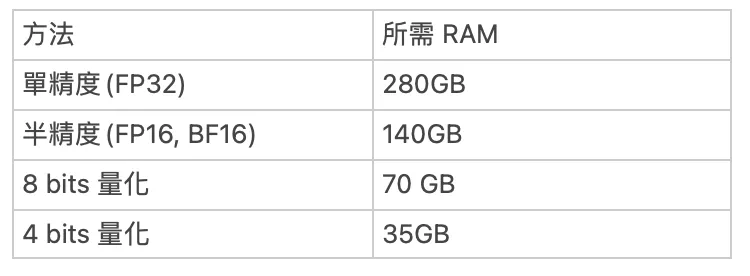 方法 所需 RAM
單精度(FP32) 280GB
半精度(FP16, BF16) 140GB
8 bits 量化 70 GB
4 bits 量化 35GB